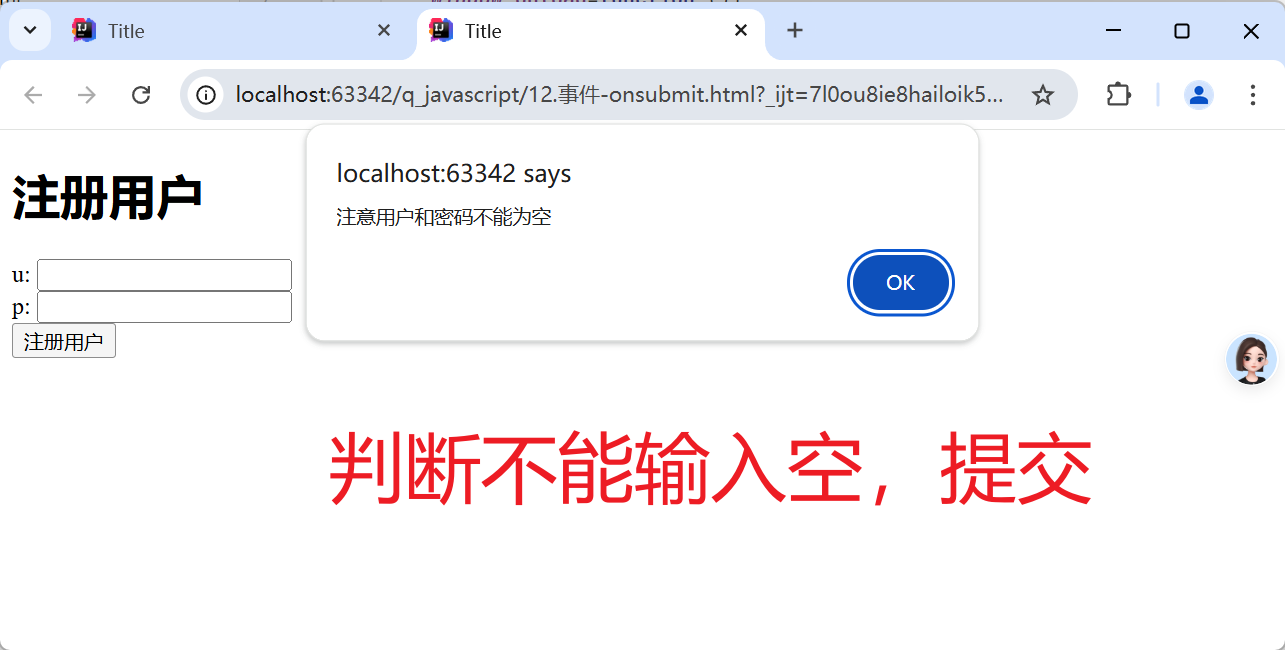 Title
Title
localhost:63342/q_javascript/12.事件-onsubmit.html?_ijt=7l0ou8ie8hailoik5...
localhost:63342 says
注意用户和密码不能为空
OK
注册用户
u:
p:
注册用户
判断不能输入空，提交